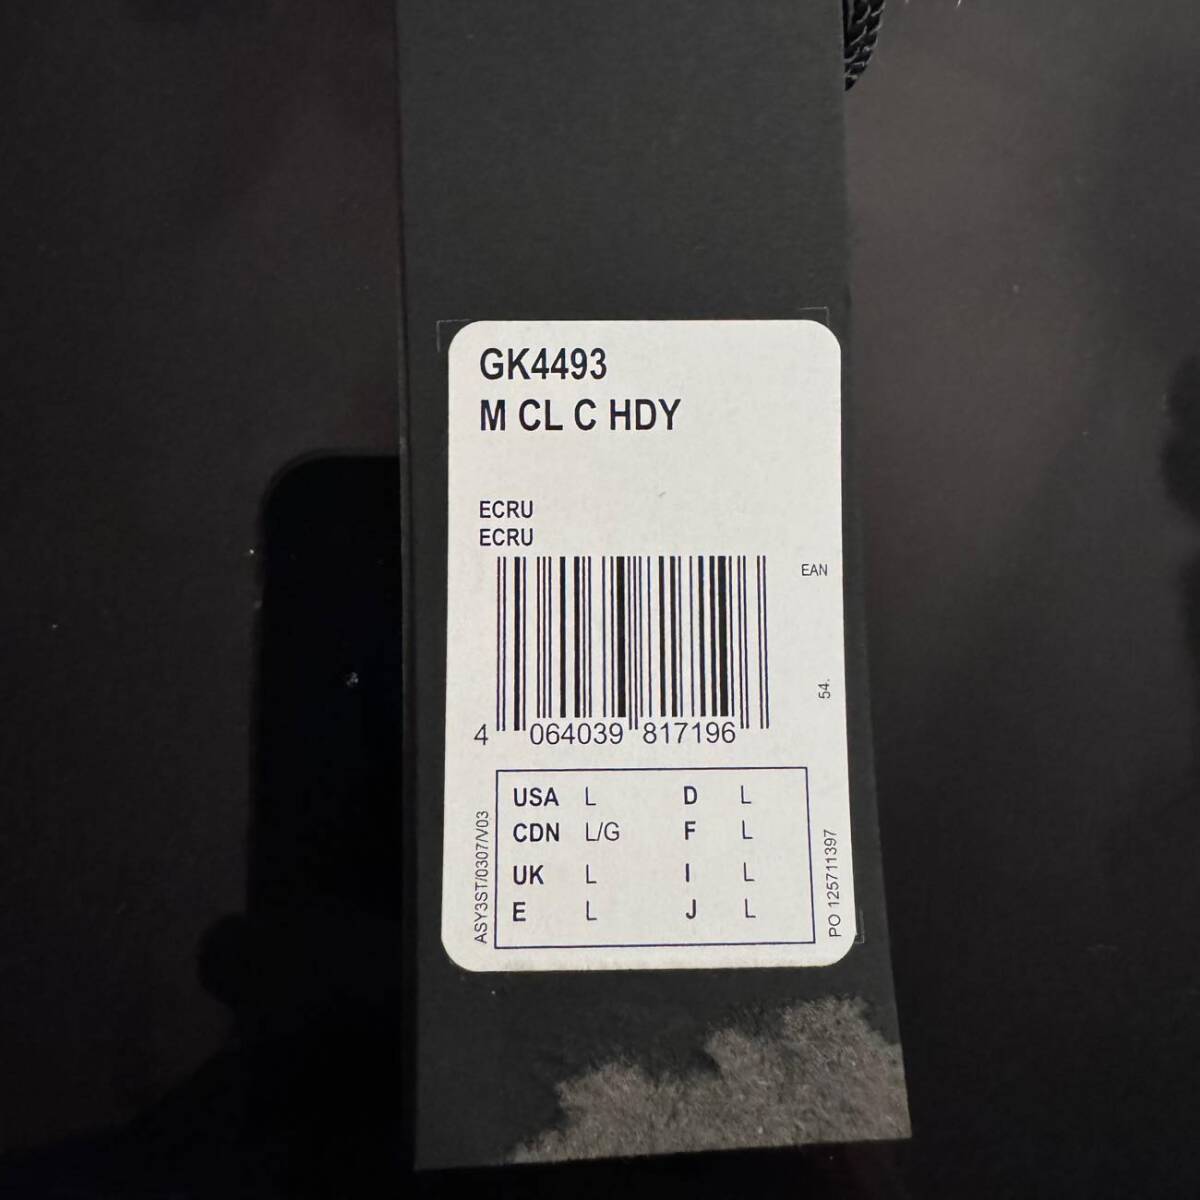 GK4493
M CL C HDY
ECRU
ECRU
EAN
54.
4 064039 817196
USA L D L
CDN L/G F L
UK L I L
E L J L
ASY3ST/0307/V03
PO 125711397